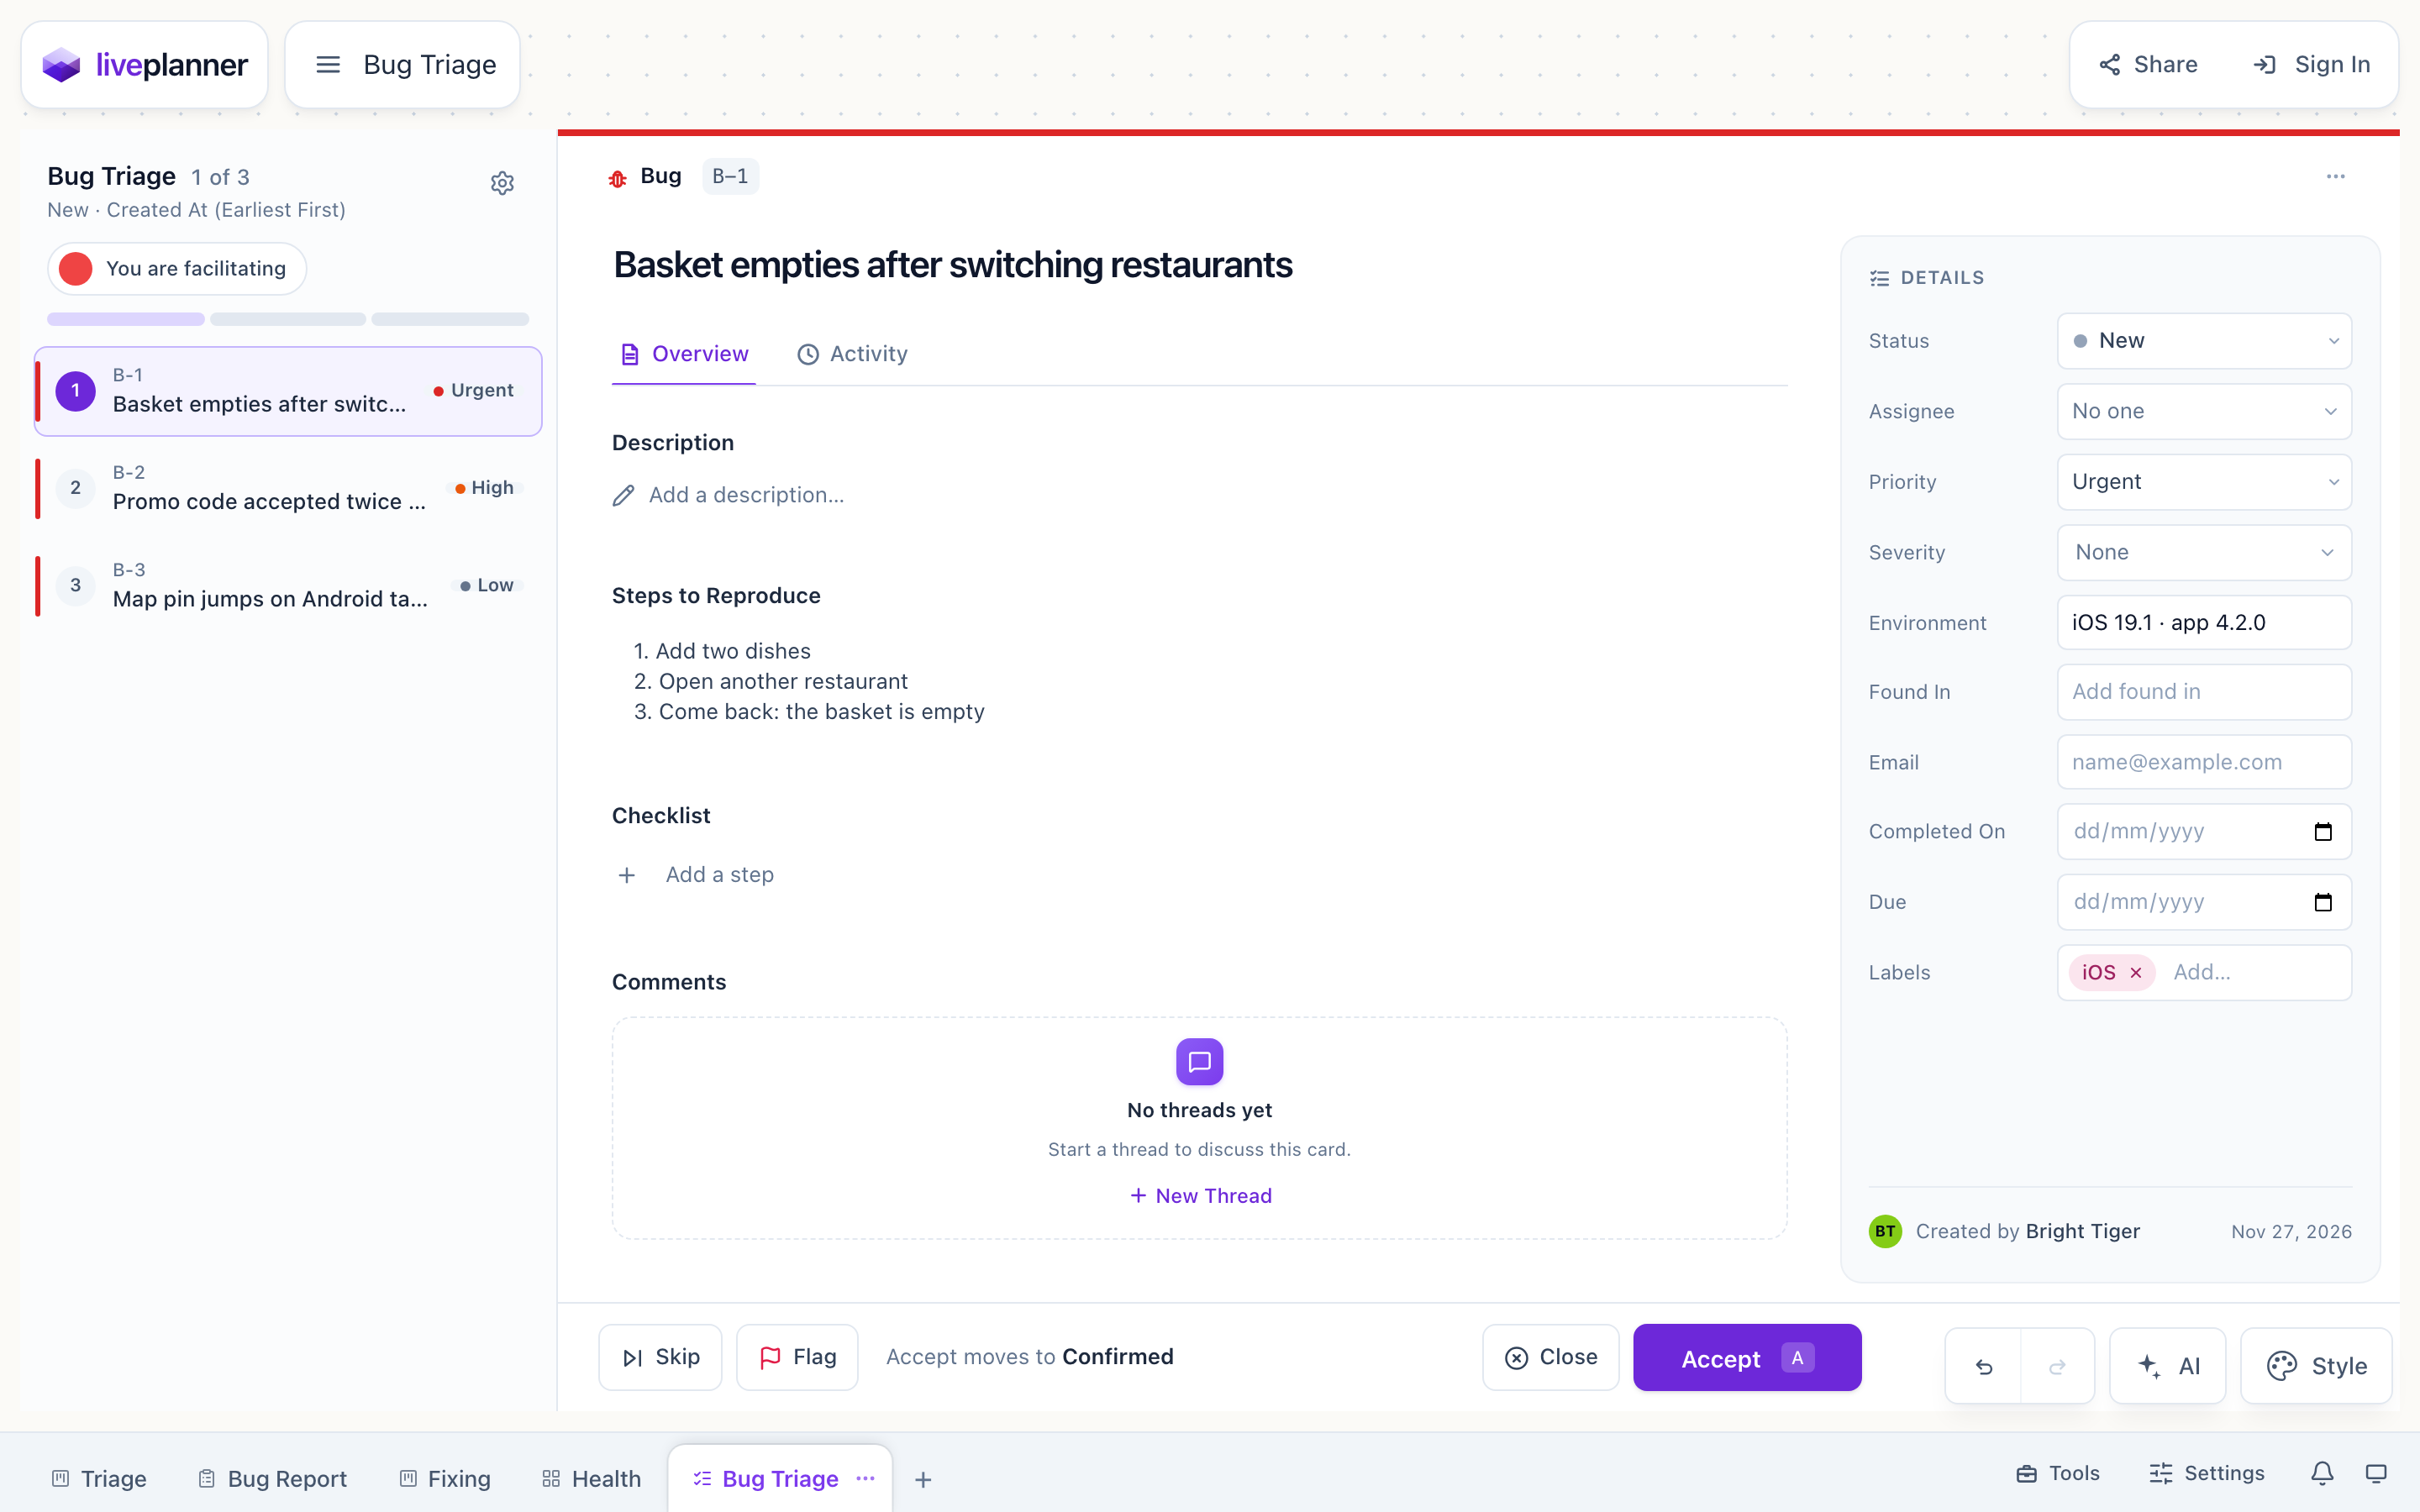 liveplanner
Bug Triage
Share
Sign In
Bug Triage 1 of 3
New · Created At (Earliest First)
You are facilitating
1
B-1
Basket empties after switc...
Urgent
2
B-2
Promo code accepted twice ...
High
3
B-3
Map pin jumps on Android ta...
Low
Bug B–1
Basket empties after switching restaurants
Overview
Activity
Description
Add a description...
Steps to Reproduce
1. Add two dishes
2. Open another restaurant
3. Come back: the basket is empty
Checklist
Add a step
Comments
No threads yet
Start a thread to discuss this card.
New Thread
DETAILS
Status New
Assignee No one
Priority Urgent
Severity None
Environment iOS 19.1 · app 4.2.0
Found In Add found in
Email name@example.com
Completed On dd/mm/yyyy
Due dd/mm/yyyy
Labels iOS × Add...
BT Created by Bright Tiger Nov 27, 2026
Skip
Flag
Accept moves to Confirmed
Close
Accept A
AI
Style
Triage
Bug Report
Fixing
Health
Bug Triage
Tools
Settings